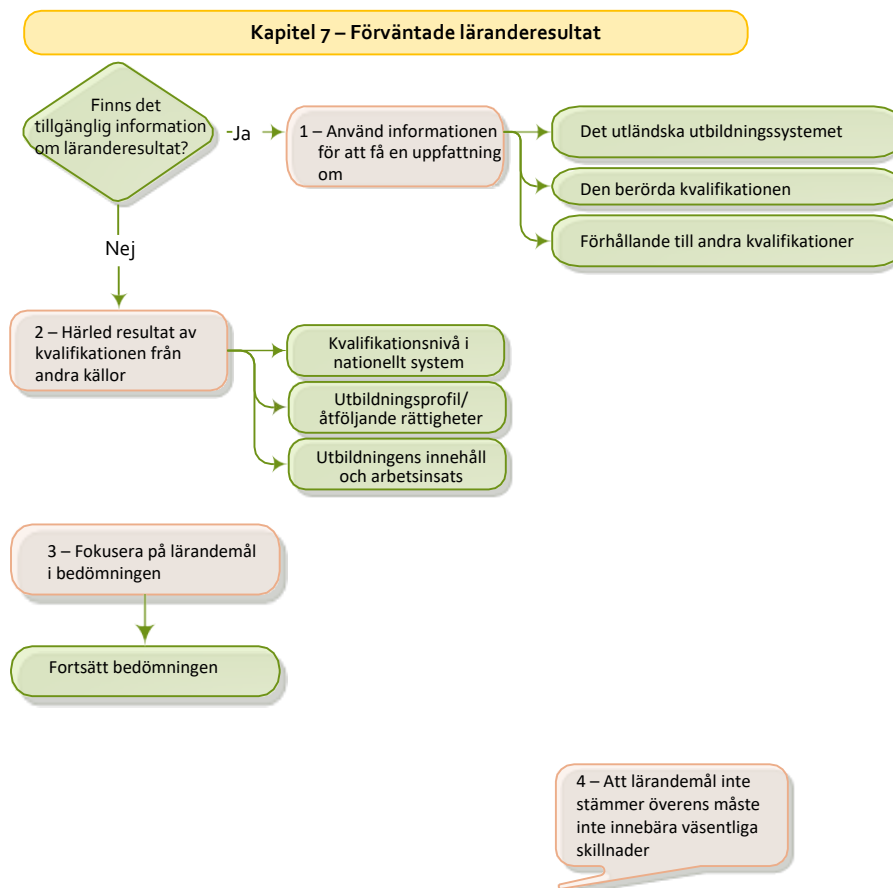 Kapitel 7 – Förväntade läranderesultat
Finns det
tillgänglig information
om läranderesultat?
Ja
1 – Använd informationen
för att få en uppfattning
om
Det utländska utbildningssystemet
Den berörda kvalifikationen
Förhållande till andra kvalifikationer
Nej
2 – Härled resultat av
kvalifikationen från
andra källor
Kvalifikationsnivå i
nationellt system
Utbildningsprofil/
åtföljande rättigheter
Utbildningens innehåll
och arbetsinsats
3 – Fokusera på lärandemål
i bedömningen
Fortsätt bedömningen
4 – Att lärandemål inte
stämmer överens måste
inte innebära väsentliga
skillnader